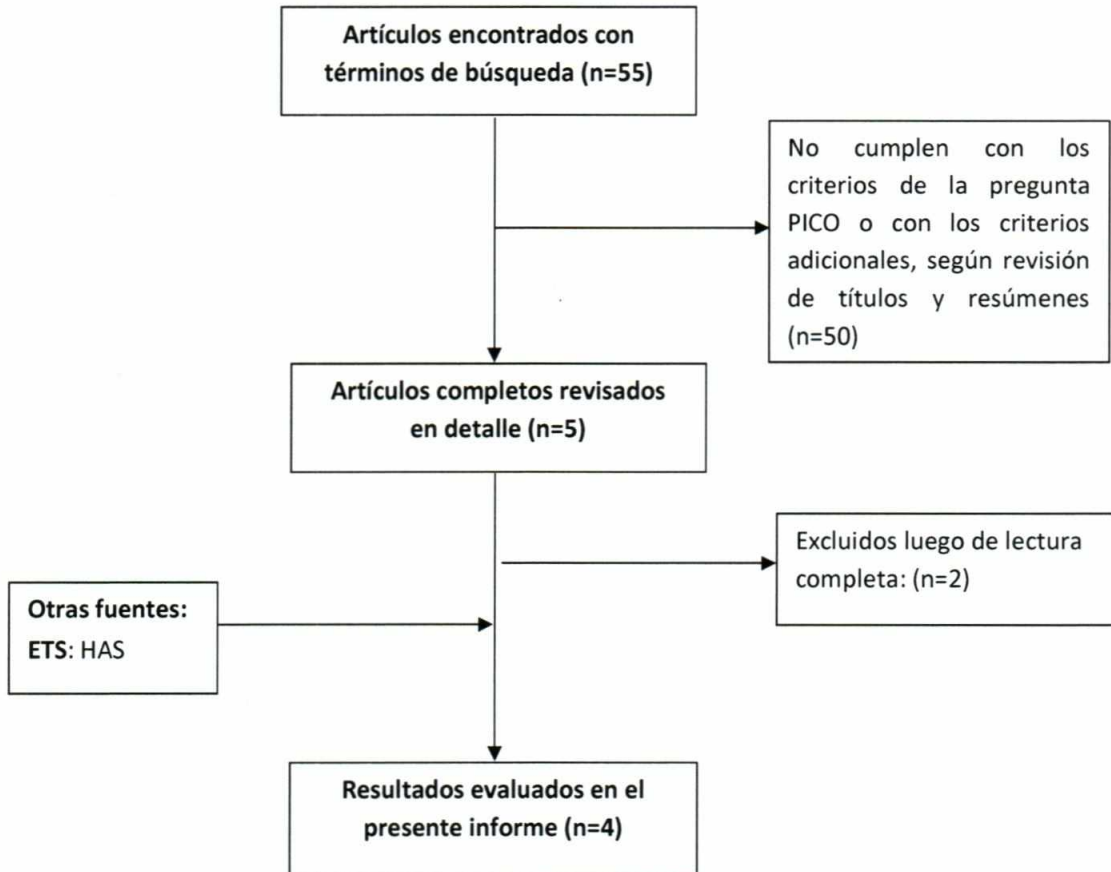 Artículos encontrados con
términos de búsqueda (n=55)
No cumplen con los
criterios de la pregunta
PICO o con los criterios
adicionales, según revisión
de títulos y resúmenes
(n=50)
Artículos completos revisados
en detalle (n=5)
Excluidos luego de lectura
completa: (n=2)
Otras fuentes:
ETS: HAS
Resultados evaluados en el
presente informe (n=4)